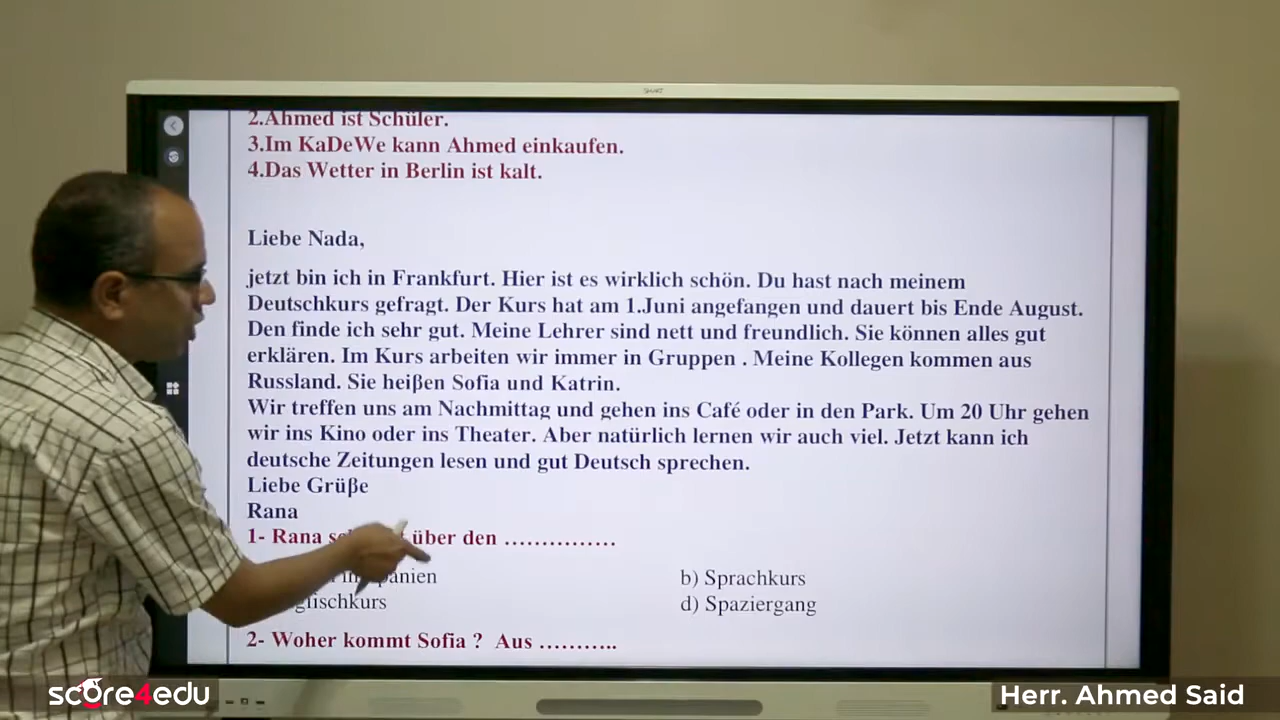 SMART
2.Ahmed ist Schüler.
3.Im KaDeWe kann Ahmed einkaufen.
4.Das Wetter in Berlin ist kalt.
Liebe Nada,
jetzt bin ich in Frankfurt. Hier ist es wirklich schön. Du hast nach meinem
Deutschkurs gefragt. Der Kurs hat am 1.Juni angefangen und dauert bis Ende August.
Den finde ich sehr gut. Meine Lehrer sind nett und freundlich. Sie können alles gut
erklären. Im Kurs arbeiten wir immer in Gruppen . Meine Kollegen kommen aus
Russland. Sie heiβen Sofia und Katrin.
Wir treffen uns am Nachmittag und gehen ins Café oder in den Park. Um 20 Uhr gehen
wir ins Kino oder ins Theater. Aber natürlich lernen wir auch viel. Jetzt kann ich
deutsche Zeitungen lesen und gut Deutsch sprechen.
Liebe Grüβe
Rana
1- Rana über den ...............
b) Sprachkurs
d) Spaziergang
2- Woher kommt Sofia ? Aus ...........
score4edu
Herr. Ahmed Said